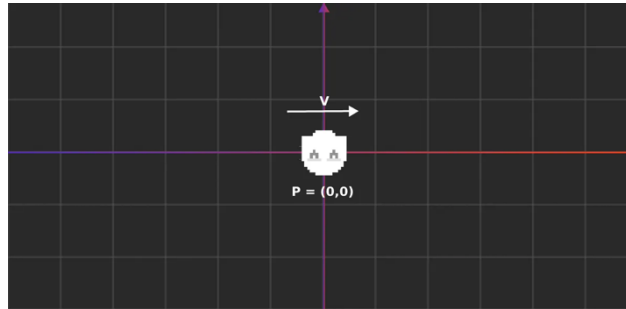 V
P = (0,0)